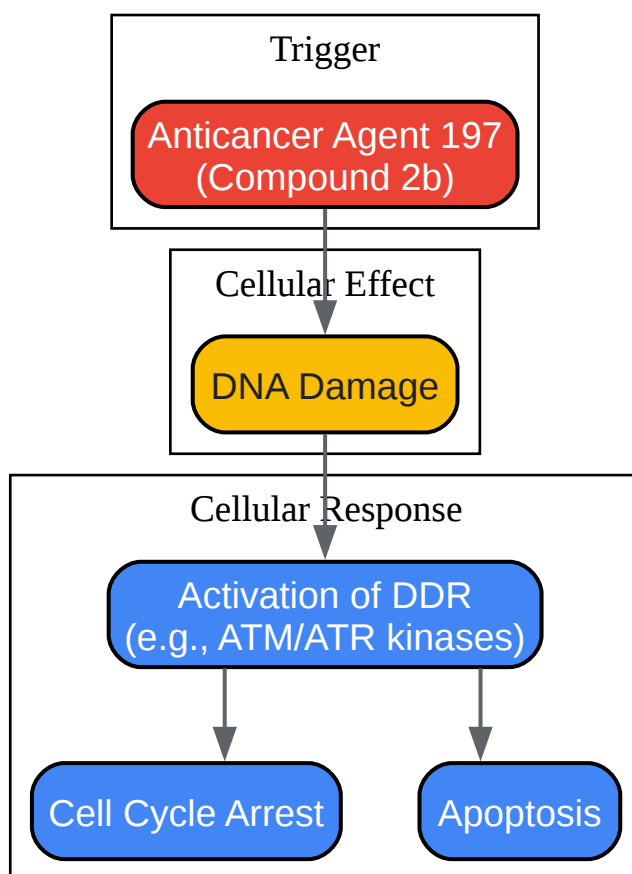 Trigger
Anticancer Agent 197
(Compound 2b)
Cellular Effect
DNA Damage
Cellular Response
Activation of DDR
(e.g., ATM/ATR kinases)
Cell Cycle Arrest
Apoptosis